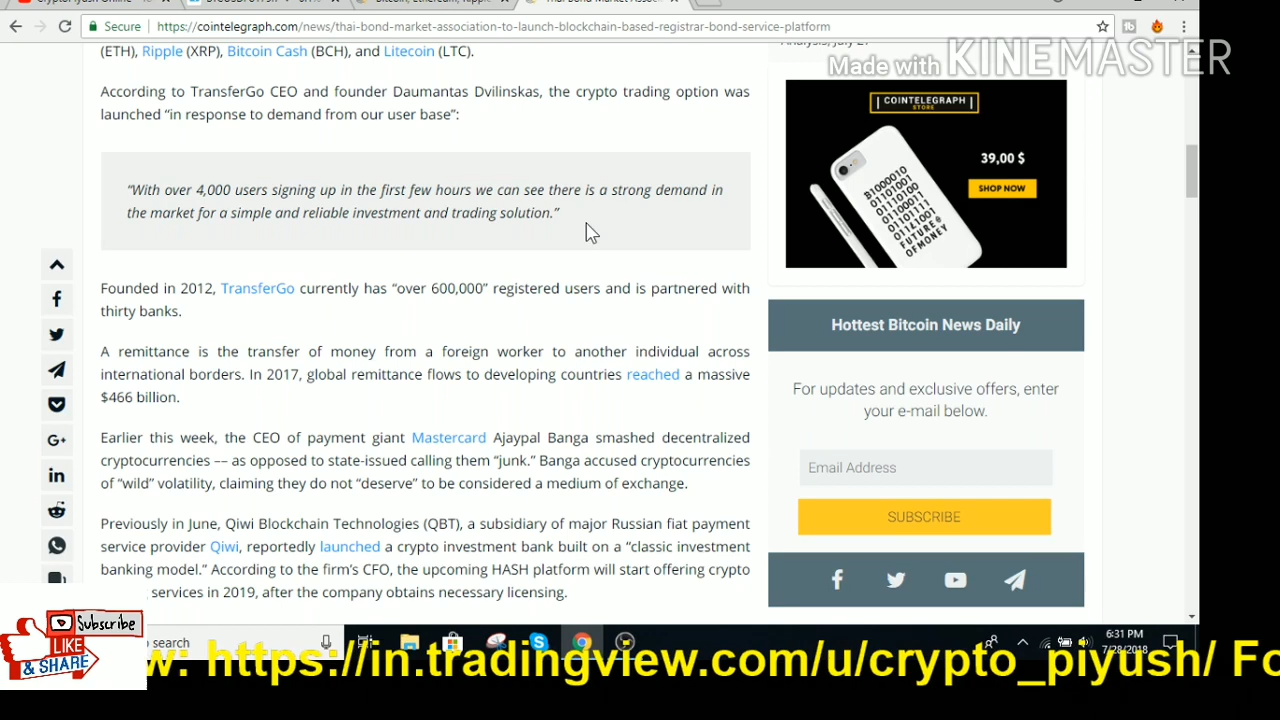 Secure
https://cointelegraph.com/news/thai-bond-market-association-to-launch-blockchain-based-registrar-bond-service-platform
Made with KINEMASTER
(ETH), Ripple (XRP), Bitcoin Cash (BCH), and Litecoin (LTC).
According to TransferGo CEO and founder Daumantas Dvilinskas, the crypto trading option was
launched “in response to demand from our user base”:
“With over 4,000 users signing up in the first few hours we can see there is a strong demand in
the market for a simple and reliable investment and trading solution.”
Founded in 2012, TransferGo currently has “over 600,000” registered users and is partnered with
thirty banks.
A remittance is the transfer of money from a foreign worker to another individual across
international borders. In 2017, global remittance flows to developing countries reached a massive
$466 billion.
Earlier this week, the CEO of payment giant Mastercard Ajaypal Banga smashed decentralized
cryptocurrencies –– as opposed to state-issued calling them “junk.” Banga accused cryptocurrencies
of “wild” volatility, claiming they do not “deserve” to be considered a medium of exchange.
Previously in June, Qiwi Blockchain Technologies (QBT), a subsidiary of major Russian fiat payment
service provider Qiwi, reportedly launched a crypto investment bank built on a “classic investment
banking model.” According to the firm’s CFO, the upcoming HASH platform will start offering crypto
services in 2019, after the company obtains necessary licensing.
COINTELEGRAPH
STORE
39,00 $
SHOP NOW
B1000010
FUTURE@
OFMONEY
Hottest Bitcoin News Daily
For updates and exclusive offers, enter
your e-mail below.
Email Address
SUBSCRIBE
Subscribe
LIKE
& SHARE
search
6:31 PM
7/28/2018
w: https://in.tradingview.com/u/crypto_piyush/ Fo